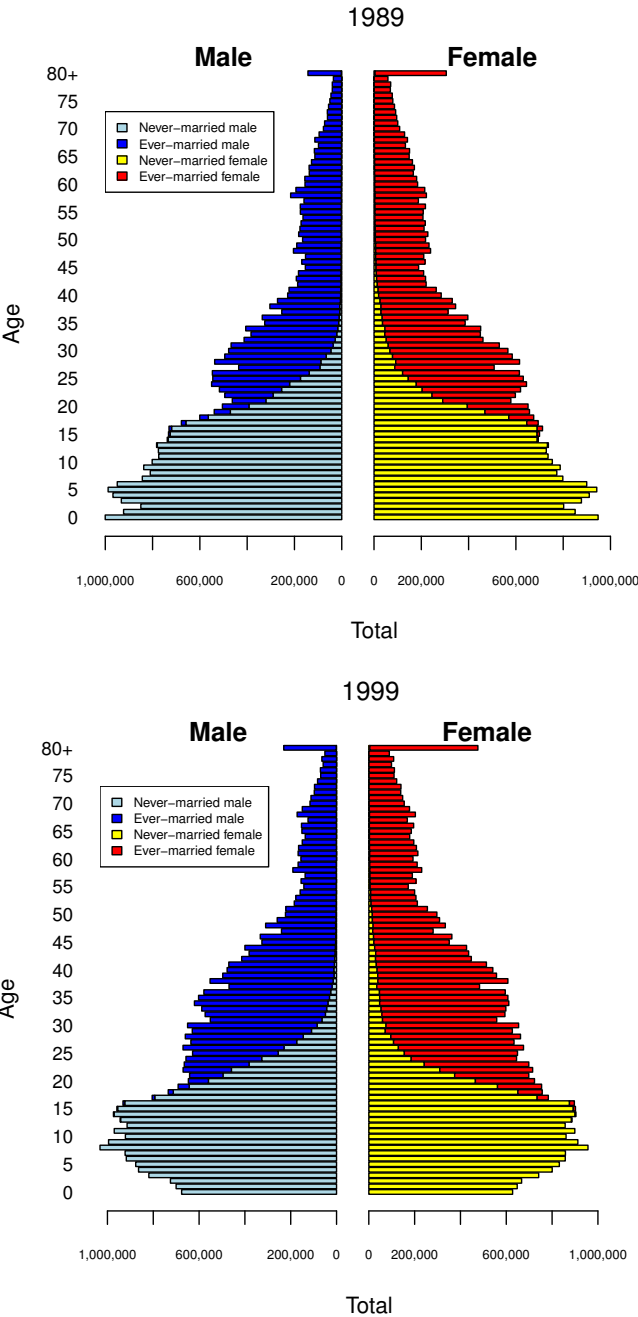 1989
Male Female
80+
75
70
65
60
55
50
45
40
35
30
25
20
15
10
5
0
Age
Never−married male
Ever−married male
Never−married female
Ever−married female
1,000,000 600,000 200,000 0 0 200,000 600,000 1,000,000
Total
1999
Male Female
80+
75
70
65
60
55
50
45
40
35
30
25
20
15
10
5
0
Age
Never−married male
Ever−married male
Never−married female
Ever−married female
1,000,000 600,000 200,000 0 0 200,000 600,000 1,000,000
Total